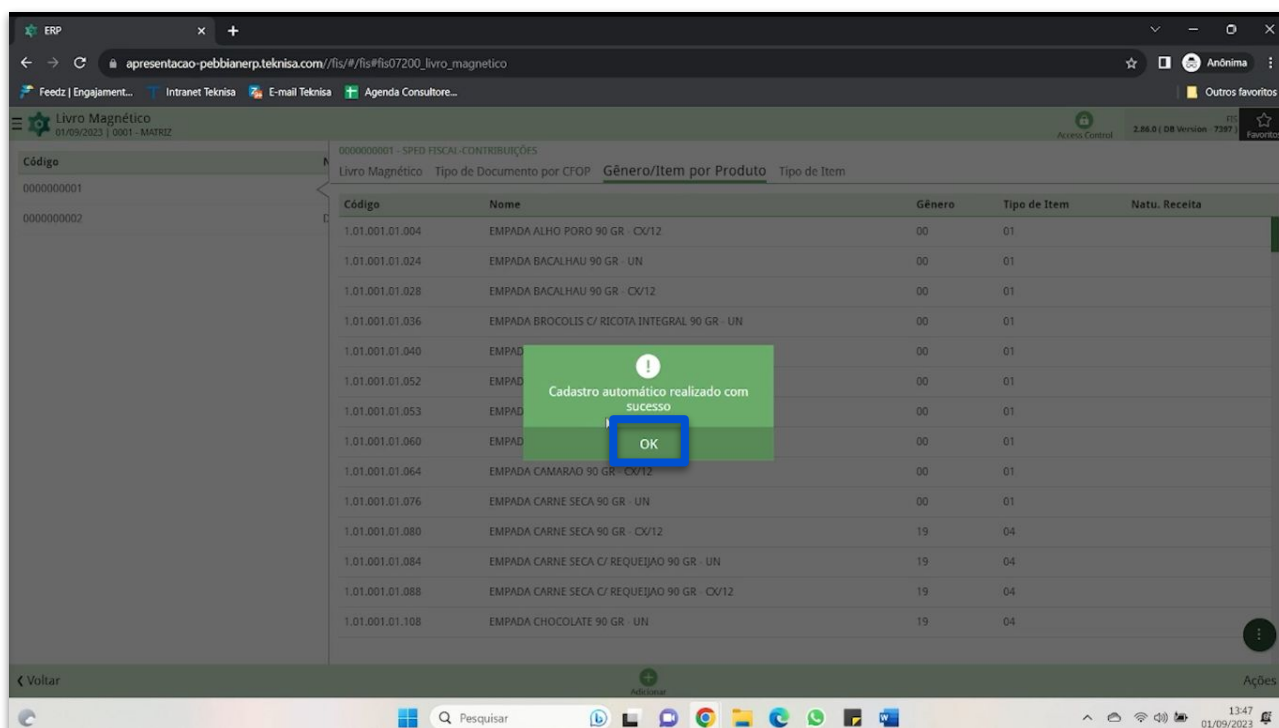 ERP
apresentacao-pebbianerp.teknisa.com//fis/#/fis#fis07200_livro_magnetico
Anônima
Feedz | Engajament...
Intranet Teknisa
E-mail Teknisa
Agenda Consultore...
Outros favoritos
Livro Magnético
01/09/2023 | 0001 - MATRIZ
Access Control
FIS
2.86.0 ( DB Version 7397 )
Favoritos
Código
0000000001
0000000002
0000000001 - SPED FISCAL-CONTRIBUIÇÕES
Livro Magnético Tipo de Documento por CFOP Gênero/Item por Produto Tipo de Item
Código Nome Gênero Tipo de Item Natu. Receita
1.01.001.01.004 EMPADA ALHO PORO 90 GR - CX/12 00 01
1.01.001.01.024 EMPADA BACALHAU 90 GR - UN 00 01
1.01.001.01.028 EMPADA BACALHAU 90 GR - CX/12 00 01
1.01.001.01.036 EMPADA BROCOLIS C/ RICOTA INTEGRAL 90 GR - UN 00 01
1.01.001.01.040 EMPAD 00 01
1.01.001.01.052 EMPAD 00 01
1.01.001.01.053 EMPAD 00 01
1.01.001.01.060 EMPAD 00 01
1.01.001.01.064 EMPADA CAMARAO 90 GR - CX/12 00 01
1.01.001.01.076 EMPADA CARNE SECA 90 GR - UN 00 01
1.01.001.01.080 EMPADA CARNE SECA 90 GR - CX/12 19 04
1.01.001.01.084 EMPADA CARNE SECA C/ REQUEIJAO 90 GR - UN 19 04
1.01.001.01.088 EMPADA CARNE SECA C/ REQUEIJAO 90 GR - CX/12 19 04
1.01.001.01.108 EMPADA CHOCOLATE 90 GR - UN 19 04
Cadastro automático realizado com
sucesso
OK
Voltar
Adicionar
Ações
Pesquisar
13:47
01/09/2023